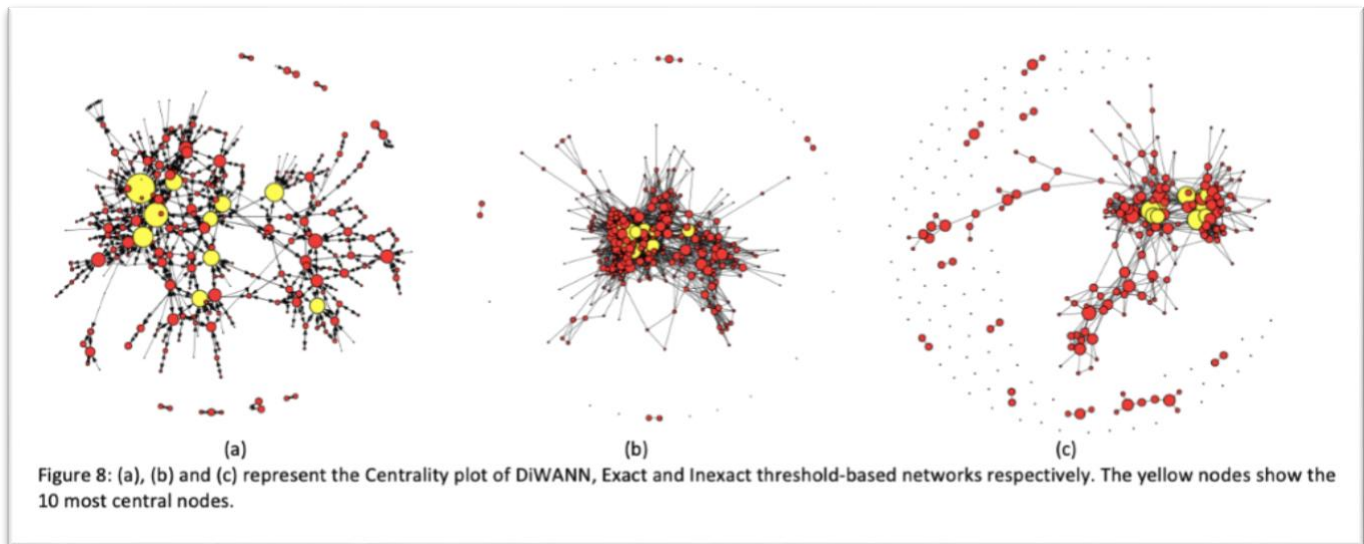 (a) (b) (c)
Figure 8: (a), (b) and (c) represent the Centrality plot of DiWANN, Exact and Inexact threshold-based networks respectively. The yellow nodes show the
10 most central nodes.